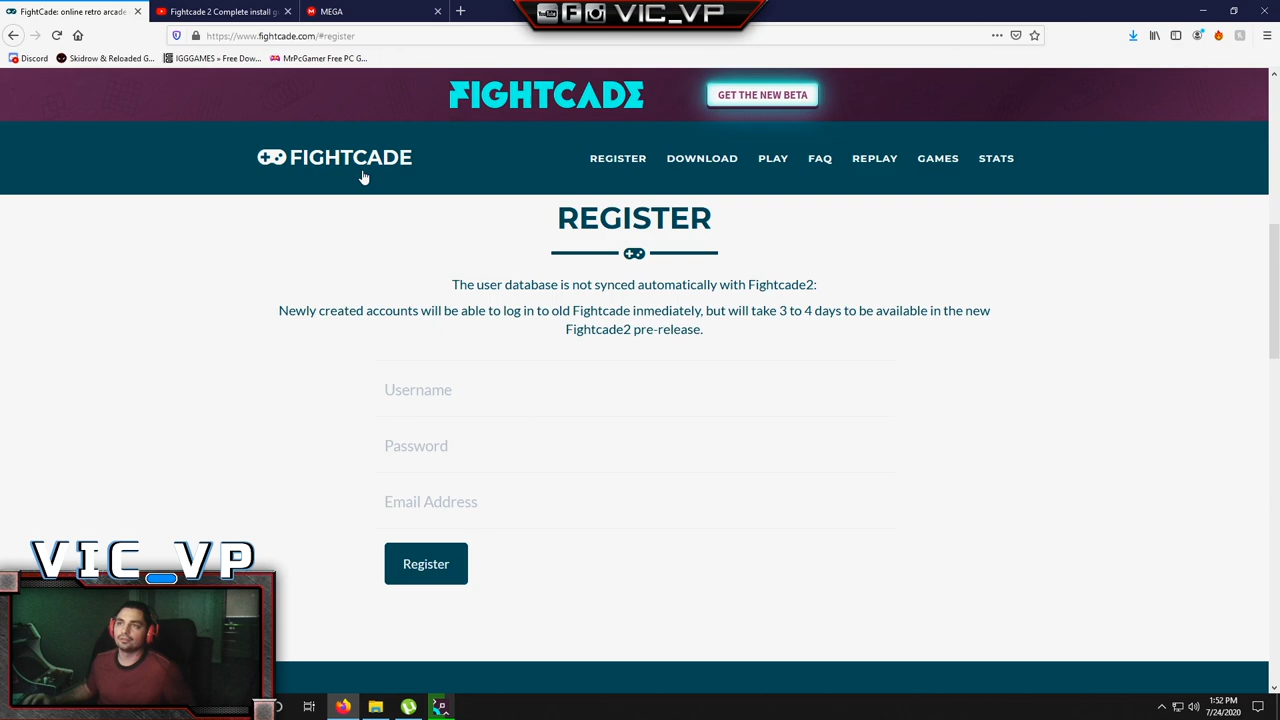 FightCade: online retro arcade
Fightcade 2 Complete install g
MEGA
VIC_VP
https://www.fightcade.com/#register
Discord
Skidrow & Reloaded G...
IGGGAMES » Free Dow...
MrPcGamer Free PC G...
FIGHTCADE
GET THE NEW BETA
FIGHTCADE
REGISTER
DOWNLOAD
PLAY
FAQ
REPLAY
GAMES
STATS
REGISTER
The user database is not synced automatically with Fightcade2:
Newly created accounts will be able to log in to old Fightcade inmediately, but will take 3 to 4 days to be available in the new
Fightcade2 pre-release.
Username
Password
Email Address
Register
VIC_VP
1:52 PM
7/24/2020